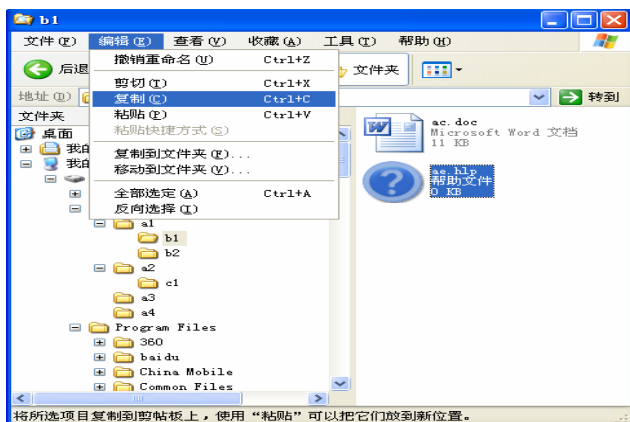 b1
文件(F) 编辑(E) 查看(V) 收藏(A) 工具(T) 帮助(H)
后退 文件夹
地址(D) 转到
撤销重命名(U) Ctrl+Z
剪切(T) Ctrl+X
复制(C) Ctrl+C
粘贴(P) Ctrl+V
粘贴快捷方式(S)
复制到文件夹(F)...
移动到文件夹(V)...
全部选定(A) Ctrl+A
反向选择(I)
文件夹
桌面
我的
我的
a1
b1
b2
a2
c1
a3
a4
Program Files
360
baidu
China Mobile
Common Files
ac.doc
Microsoft Word 文档
11 KB
ae.hlp
帮助文件
0 KB
将所选项目复制到剪帖板上，使用“粘贴”可以把它们放到新位置。